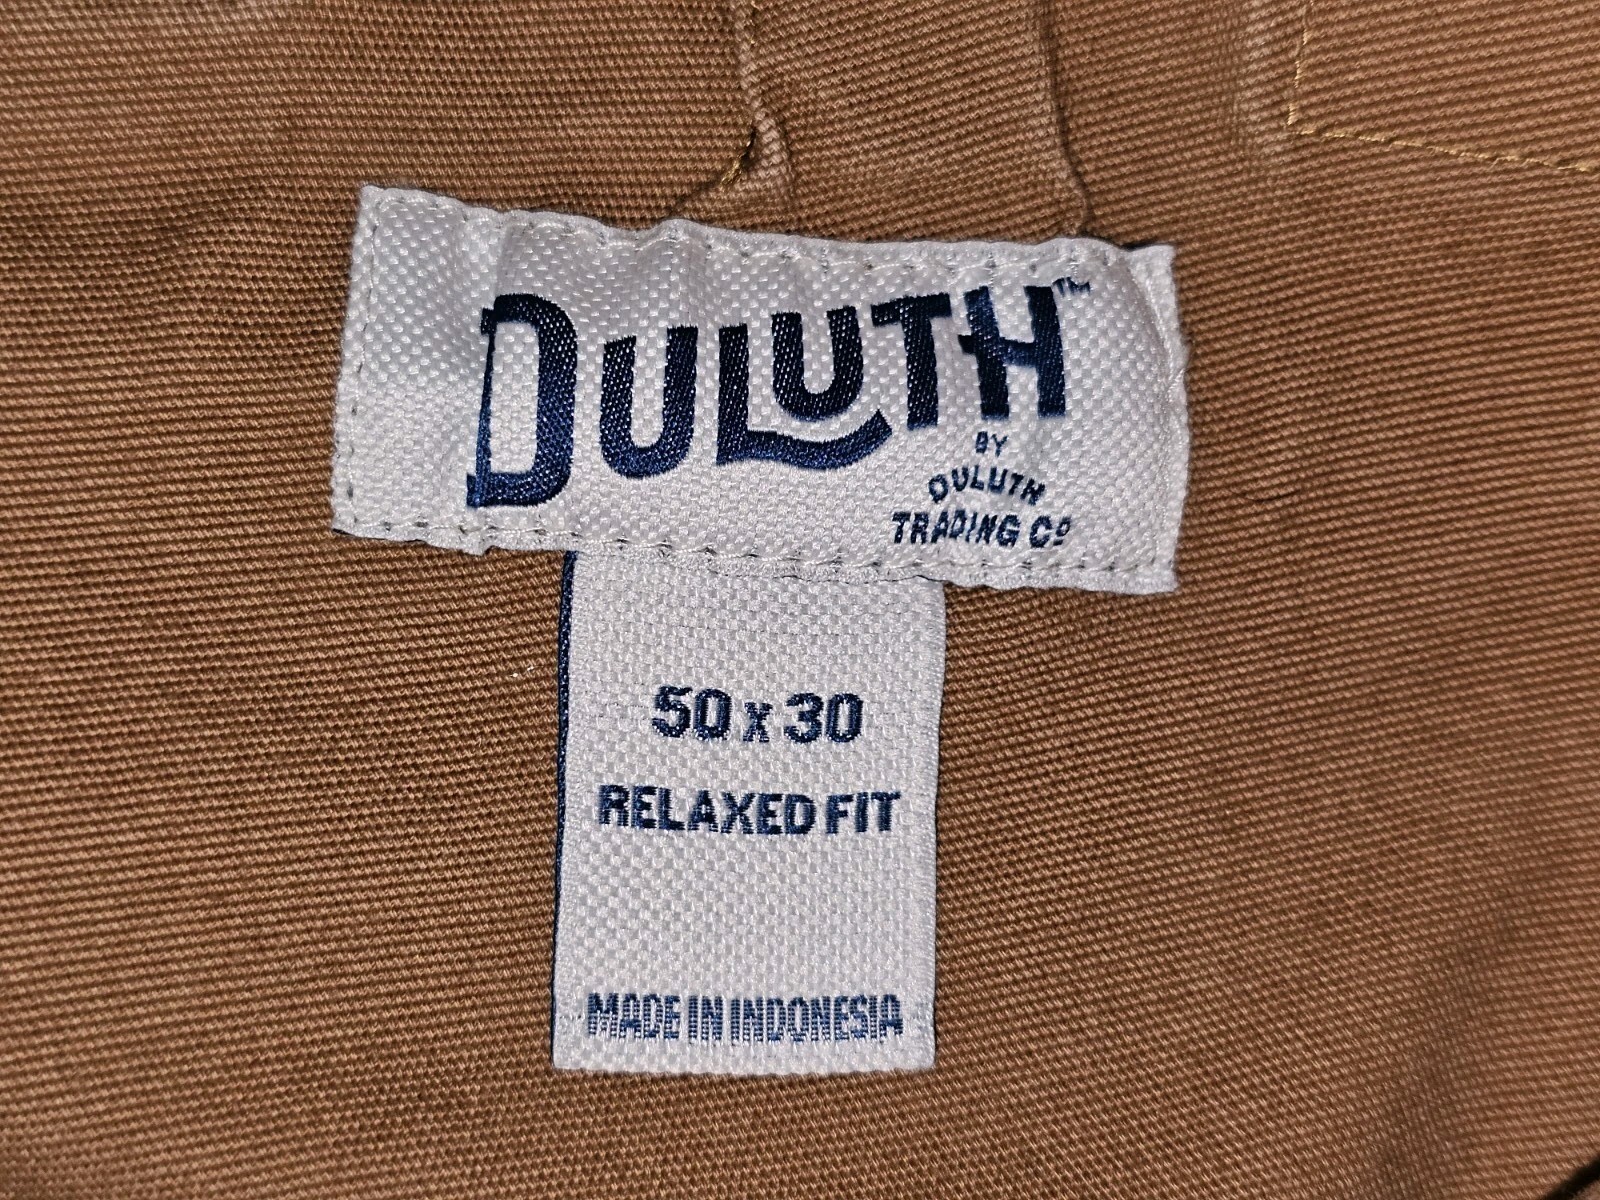 DULUTH™
BY
DULUTH
TRADING Cº
50 x 30
RELAXED FIT
MADE IN INDONESIA